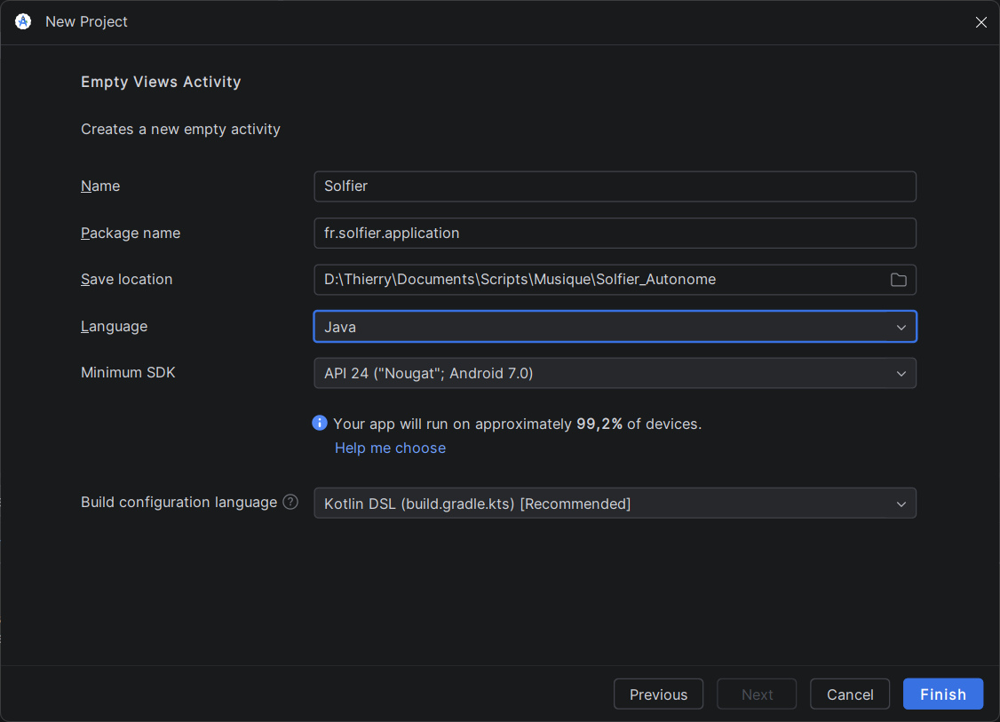 New Project
Empty Views Activity
Creates a new empty activity
Name Solfier
Package name fr.solfier.application
Save location D:\Thierry\Documents\Scripts\Musique\Solfier_Autonome
Language Java
Minimum SDK API 24 ("Nougat"; Android 7.0)
Your app will run on approximately 99,2% of devices.
Help me choose
Build configuration language ? Kotlin DSL (build.gradle.kts) [Recommended]
Previous Next Cancel Finish